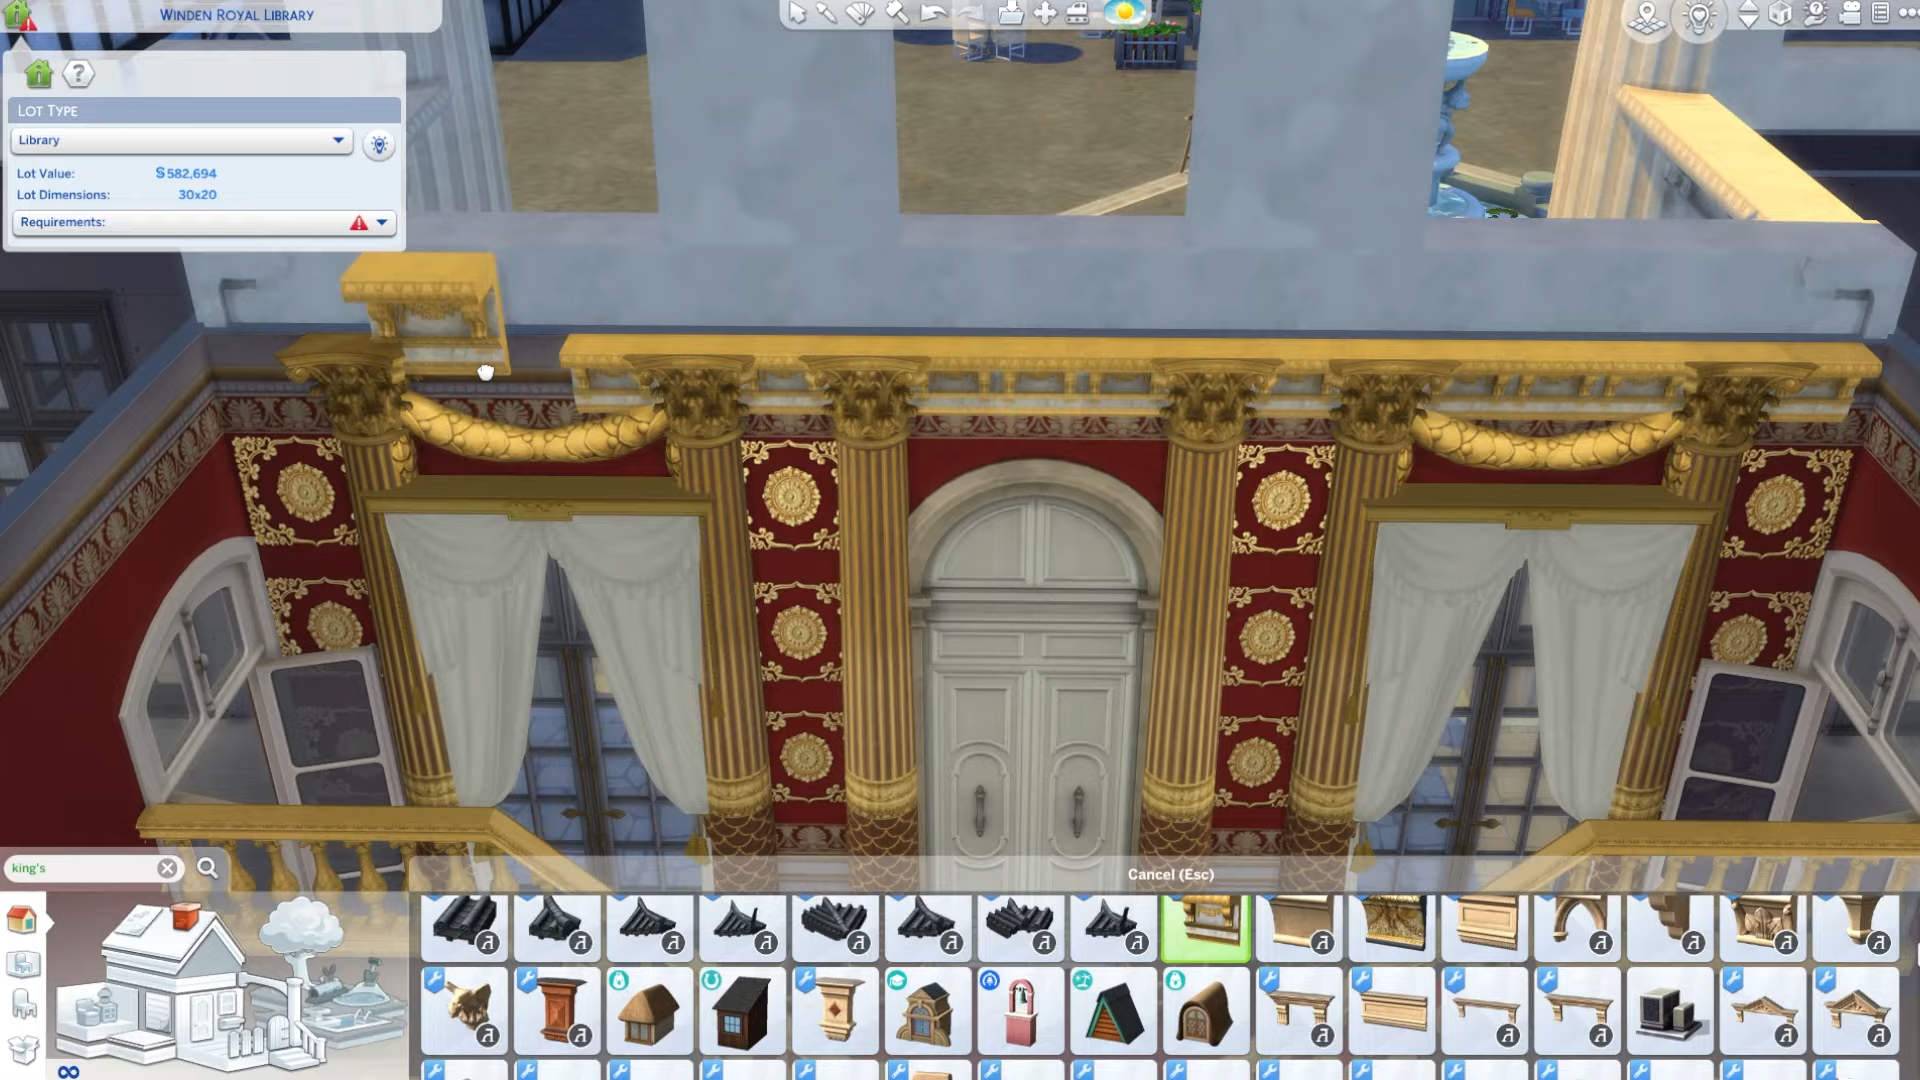 WINDEN ROYAL LIBRARY
LOT TYPE
Library
Lot Value: §582,694
Lot Dimensions: 30x20
Requirements:
king's
Cancel (Esc)